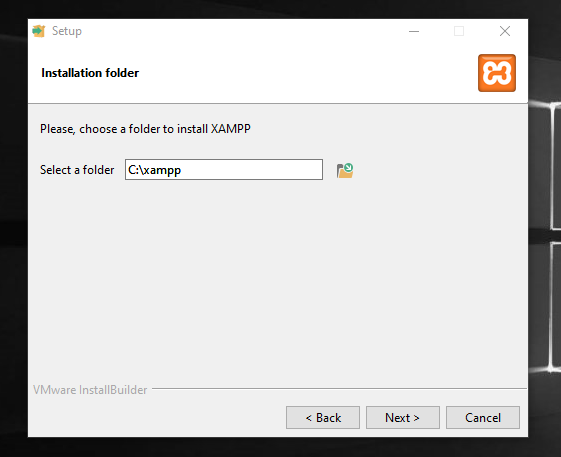 Setup
Installation folder
Please, choose a folder to install XAMPP
Select a folder C:\xampp
VMware InstallBuilder
< Back Next > Cancel